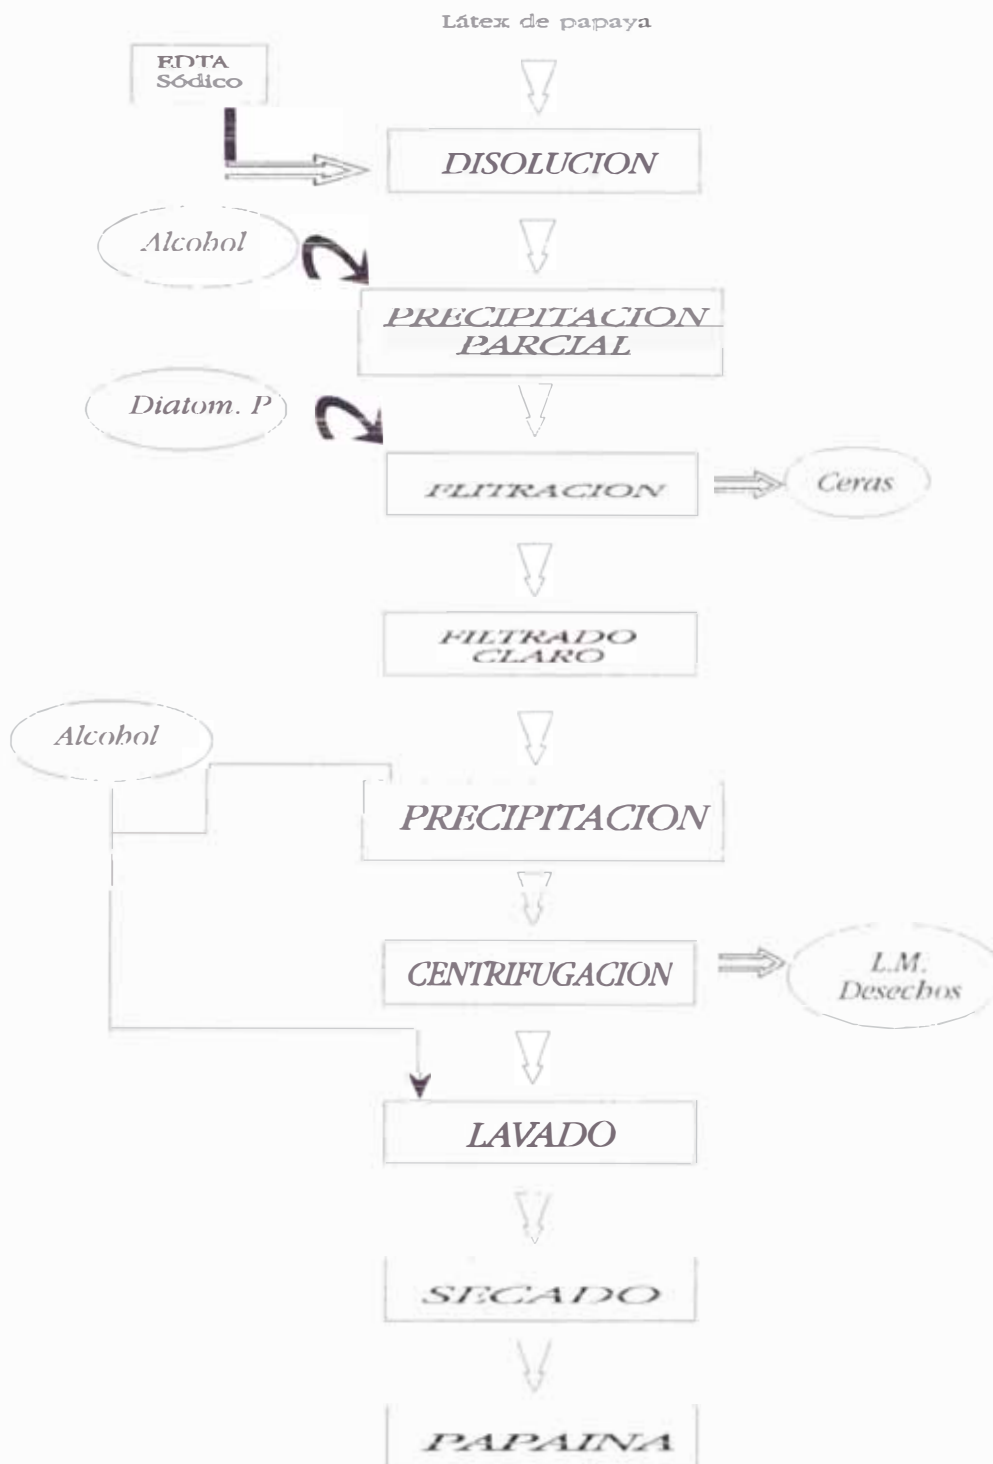 Látex de papaya
EDTA
Sódico
DISOLUCION
Alcohol
PRECIPITACION
PARCIAL
Diatom. P
FLITRACION
Ceras
FILTRADO
CLARO
Alcohol
PRECIPITACION
CENTRIFUGACION
L.M.
Desechos
LAVADO
SECADO
PAPAINA